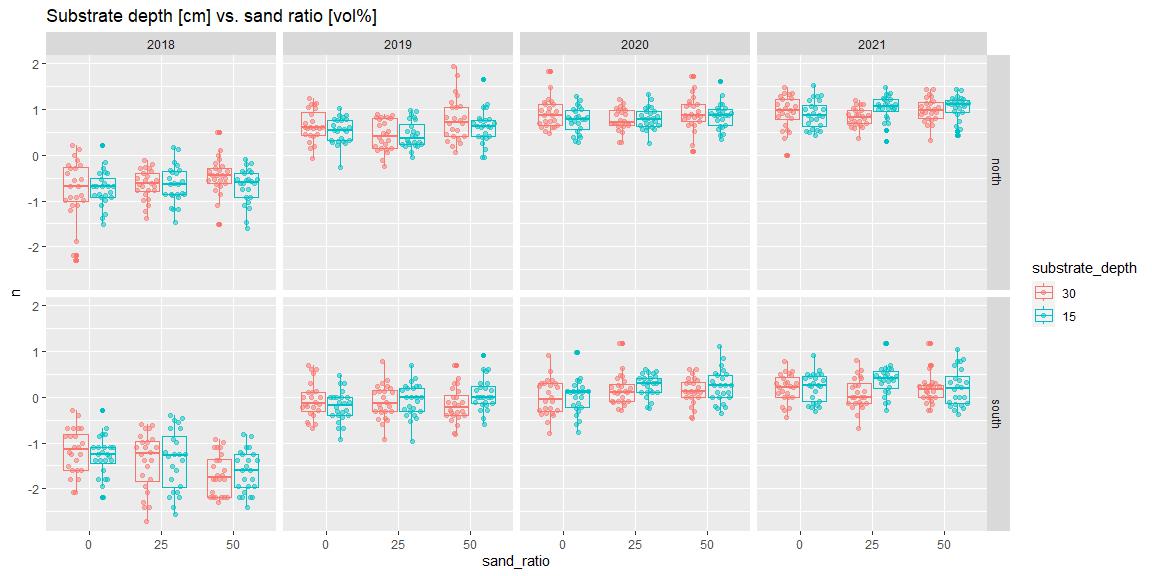 Substrate depth [cm] vs. sand ratio [vol%]
2018 2019 2020 2021
2
1
0
-1
-2
north
n
2
1
0
-1
-2
south
0 25 50 0 25 50 0 25 50 0 25 50
sand_ratio
substrate_depth
30
15